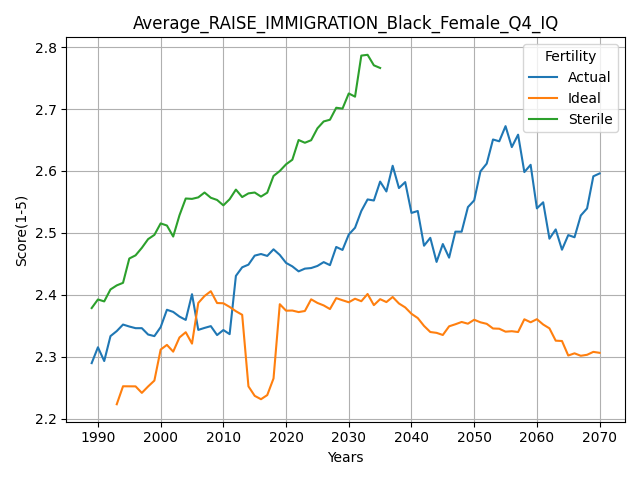 Average_RAISE_IMMIGRATION_Black_Female_Q4_IQ
Fertility
Actual
Ideal
Sterile
Score(1-5)
2.8
2.7
2.6
2.5
2.4
2.3
2.2
1990 2000 2010 2020 2030 2040 2050 2060 2070
Years